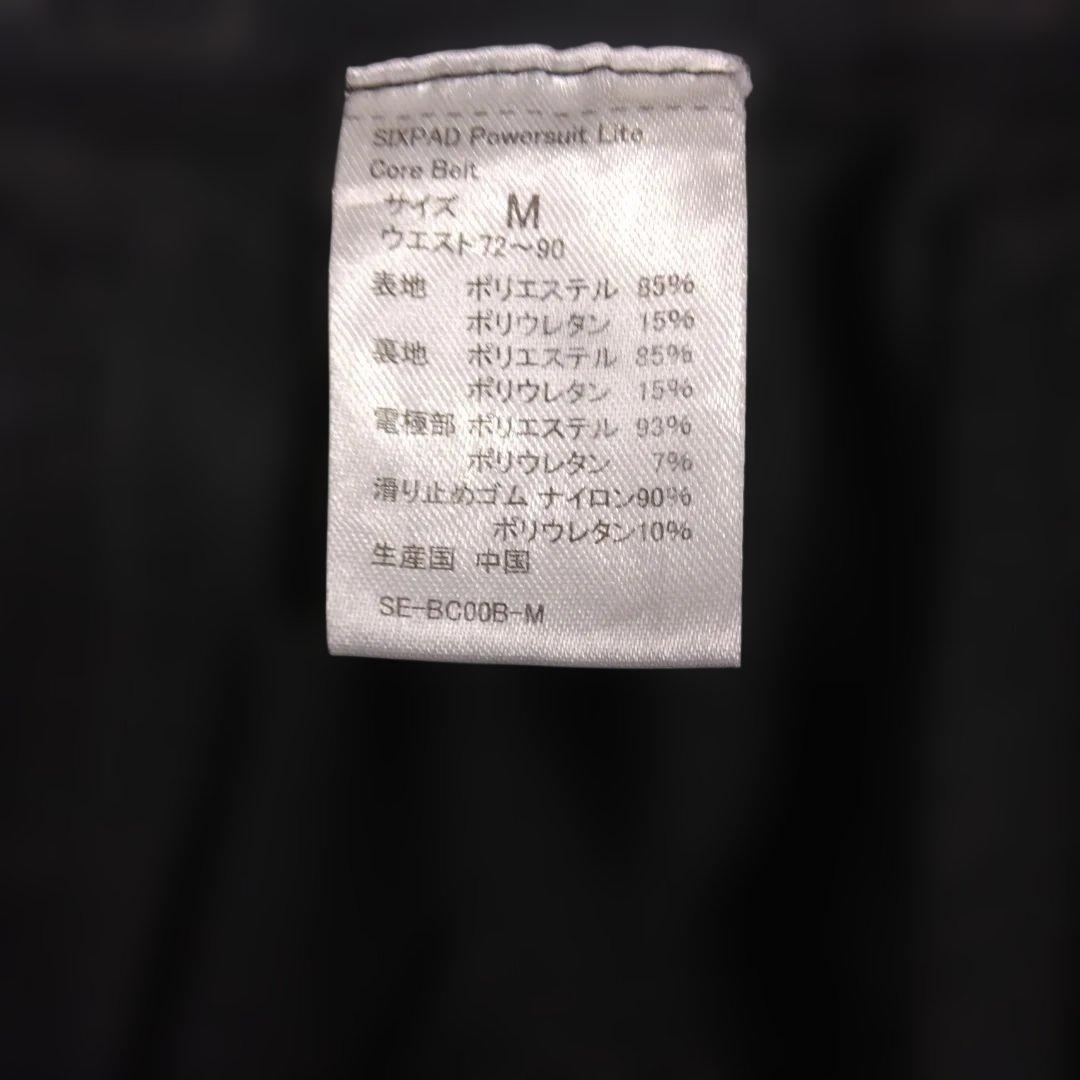 SIXPAD Powersuit Lite
Core Belt
サイズ M
ウエスト72～90
表地 ポリエステル 85%
ポリウレタン 15%
裏地 ポリエステル 85%
ポリウレタン 15%
電極部 ポリエステル 93%
ポリウレタン 7%
滑り止めゴム ナイロン90%
ポリウレタン10%
生産国 中国
SE-BC00B-M